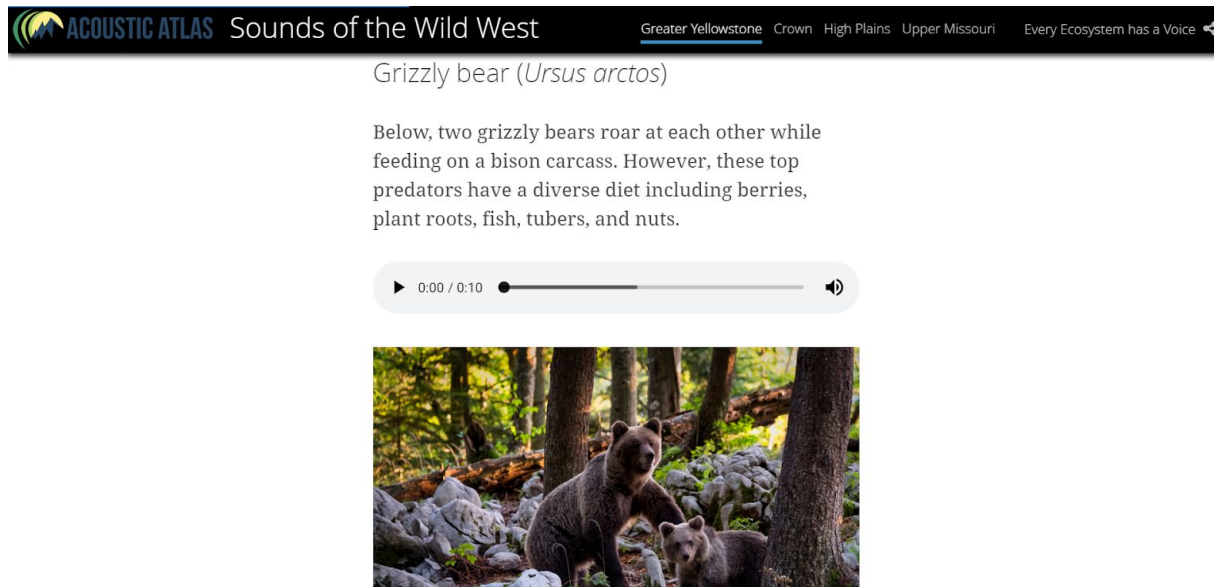 ACOUSTIC ATLAS Sounds of the Wild West Greater Yellowstone Crown High Plains Upper Missouri Every Ecosystem has a Voice
Grizzly bear (Ursus arctos)
Below, two grizzly bears roar at each other while
feeding on a bison carcass. However, these top
predators have a diverse diet including berries,
plant roots, fish, tubers, and nuts.
0:00 / 0:10